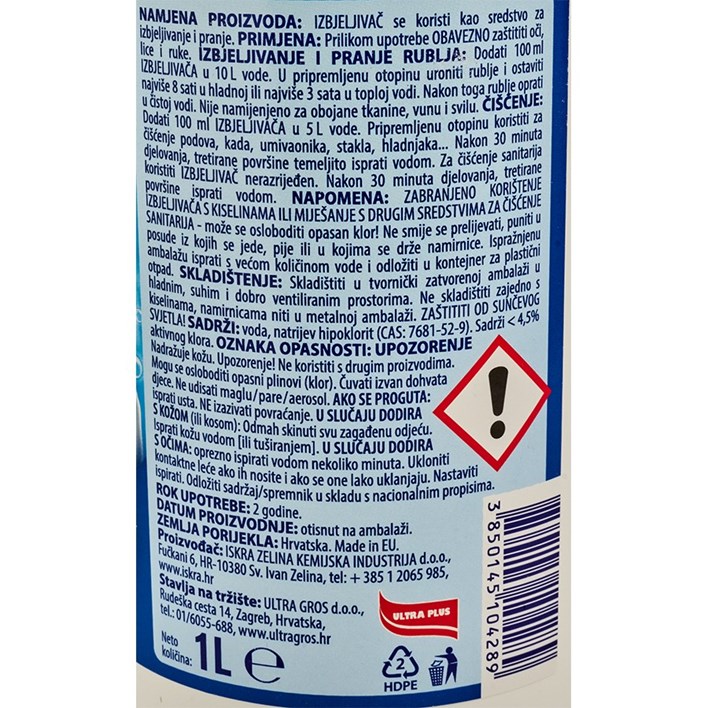 NAMJENA PROIZVODA: IZBJELJIVAČ se koristi kao sredstvo za
izbjeljivanje i pranje. PRIMJENA: Prilikom upotrebe OBAVEZNO zaštititi oči,
lice i ruke. IZBJELJIVANJE I PRANJE RUBLJA: Dodati 100 ml
IZBJELJIVAČA u 10 L vode. U pripremljenu otopinu uroniti rublje i ostaviti
najviše 8 sati u hladnoj ili najviše 3 sata u toploj vodi. Nakon toga rublje oprati
u čistoj vodi. Nije namijenjeno za obojane tkanine, vunu i svilu. ČIŠĆENJE:
Dodati 100 ml IZBJELJIVAČA u 5 L vode. Pripremljenu otopinu koristiti za
čišćenje podova, kada, umivaonika, stakla, hladnjaka... Nakon 30 minuta
djelovanja, tretirane površine temeljito isprati vodom. Za čišćenje sanitarija
koristiti IZBJELJIVAČ nerazrijeđen. Nakon 30 minuta djelovanja, tretirane
površine isprati vodom. NAPOMENA: ZABRANJENO KORIŠTENJE
IZBJELJIVAČA S KISELINAMA ILI MIJEŠANJE S DRUGIM SREDSTVIMA ZA ČIŠĆENJE
SANITARIJA - može se osloboditi opasan klor! Ne smije se prelijevati, puniti u
posude iz kojih se jede, pije ili u kojima se drže namirnice. Ispražnjenu
ambalažu isprati s većom količinom vode i odložiti u kontejner za plastični
otpad. SKLADIŠTENJE: Skladištiti u tvornički zatvorenoj ambalaži u
hladnim, suhim i dobro ventiliranim prostorima. Ne skladištiti zajedno s
kiselinama, namirnicama niti u metalnoj ambalaži. ZAŠTITITI OD SUNČEVOG
SVJETLA! SADRŽI: voda, natrijev hipoklorit (CAS: 7681-52-9). Sadrži < 4,5%
aktivnog klora. OZNAKA OPASNOSTI: UPOZORENJE
Nadražuje kožu. Upozorenje! Ne koristiti s drugim proizvodima.
Mogu se osloboditi opasni plinovi (klor). Čuvati izvan dohvata
djece. Ne udisati maglu/pare/aerosol. AKO SE PROGUTA:
Isprati usta. NE izazivati povraćanje. U SLUČAJU DODIRA
S KOŽOM (ili kosom): Odmah skinuti svu zagađenu odjeću.
Isprati kožu vodom [ili tuširanjem]. U SLUČAJU DODIRA
S OČIMA: oprezno ispirati vodom nekoliko minuta. Ukloniti
kontaktne leće ako ih nosite i ako se one lako uklanjaju. Nastaviti
ispirati. Odložiti sadržaj/spremnik u skladu s nacionalnim propisima.
ROK UPOTREBE: 2 godine.
DATUM PROIZVODNJE: otisnut na ambalaži.
ZEMLJA PORIJEKLA: Hrvatska. Made in EU.
Proizvođač: ISKRA ZELINA KEMIJSKA INDUSTRIJA d.o.o.,
Fučkani 6, HR-10380 Sv. Ivan Zelina, tel: + 385 1 2065 985,
www.iskra.hr
Stavlja na tržište: ULTRA GROS d.o.o.,
Rudeška cesta 14, Zagreb, Hrvatska,
tel.: 01/6055-688, www.ultragros.hr
Neto
količina: 1L e
ULTRA PLUS
2
HDPE
3850145104289